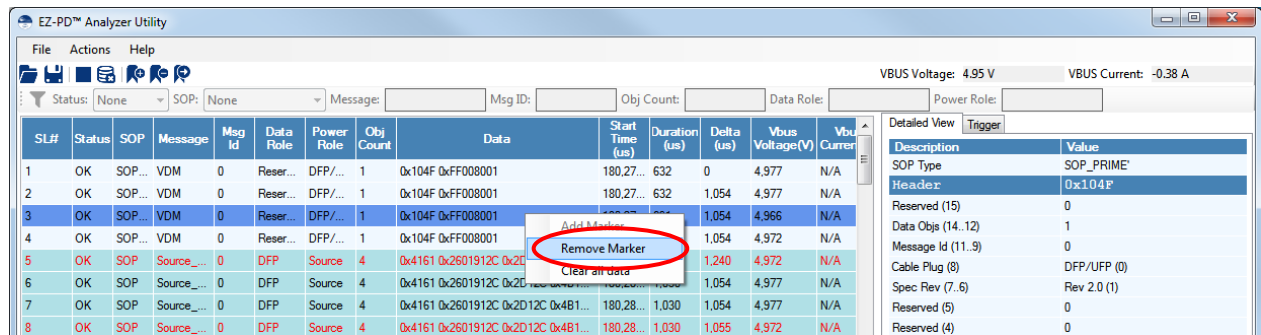 EZ-PD™ Analyzer Utility
File Actions Help
VBUS Voltage: 4.95 V VBUS Current: -0.38 A
Status: None SOP: None Message: Msg ID: Obj Count: Data Role: Power Role:
Detailed View Trigger
SL# Status SOP Message Msg Id Data Role Power Role Obj Count Data Start Time (us) Duration (us) Delta (us) Vbus Voltage(V) Vbu Curren
Description Value
1 OK SOP... VDM 0 Reser... DFP/... 1 0x104F 0xFF008001 180,27... 632 0 4,977 N/A
SOP Type SOP_PRIME'
2 OK SOP... VDM 0 Reser... DFP/... 1 0x104F 0xFF008001 180,27... 632 1,054 4,977 N/A
Header 0x104F
3 OK SOP... VDM 0 Reser... DFP/... 1 0x104F 0xFF008001 1,054 4,966 N/A
Reserved (15) 0
Add Marker
Data Objs (14..12) 1
4 OK SOP... VDM 0 Reser... DFP/... 1 0x104F 0xFF008001 1,054 4,972 N/A
Remove Marker
Message Id (11..9) 0
5 OK SOP Source_... 0 DFP Source 4 0x4161 0x2601912C 0x2D 1,240 4,972 N/A
Cable Plug (8) DFP/UFP (0)
Clear all data
6 OK SOP Source_... 0 DFP Source 4 0x4161 0x2601912C 0x2D12C 0x4B1... 180,28... 1,030 1,054 4,977 N/A
Spec Rev (7..6) Rev 2.0 (1)
7 OK SOP Source_... 0 DFP Source 4 0x4161 0x2601912C 0x2D12C 0x4B1... 180,28... 1,030 1,054 4,977 N/A
Reserved (5) 0
8 OK SOP Source_... 0 DFP Source 4 0x4161 0x2601912C 0x2D12C 0x4B1... 180,28... 1,030 1,055 4,972 N/A
Reserved (4) 0